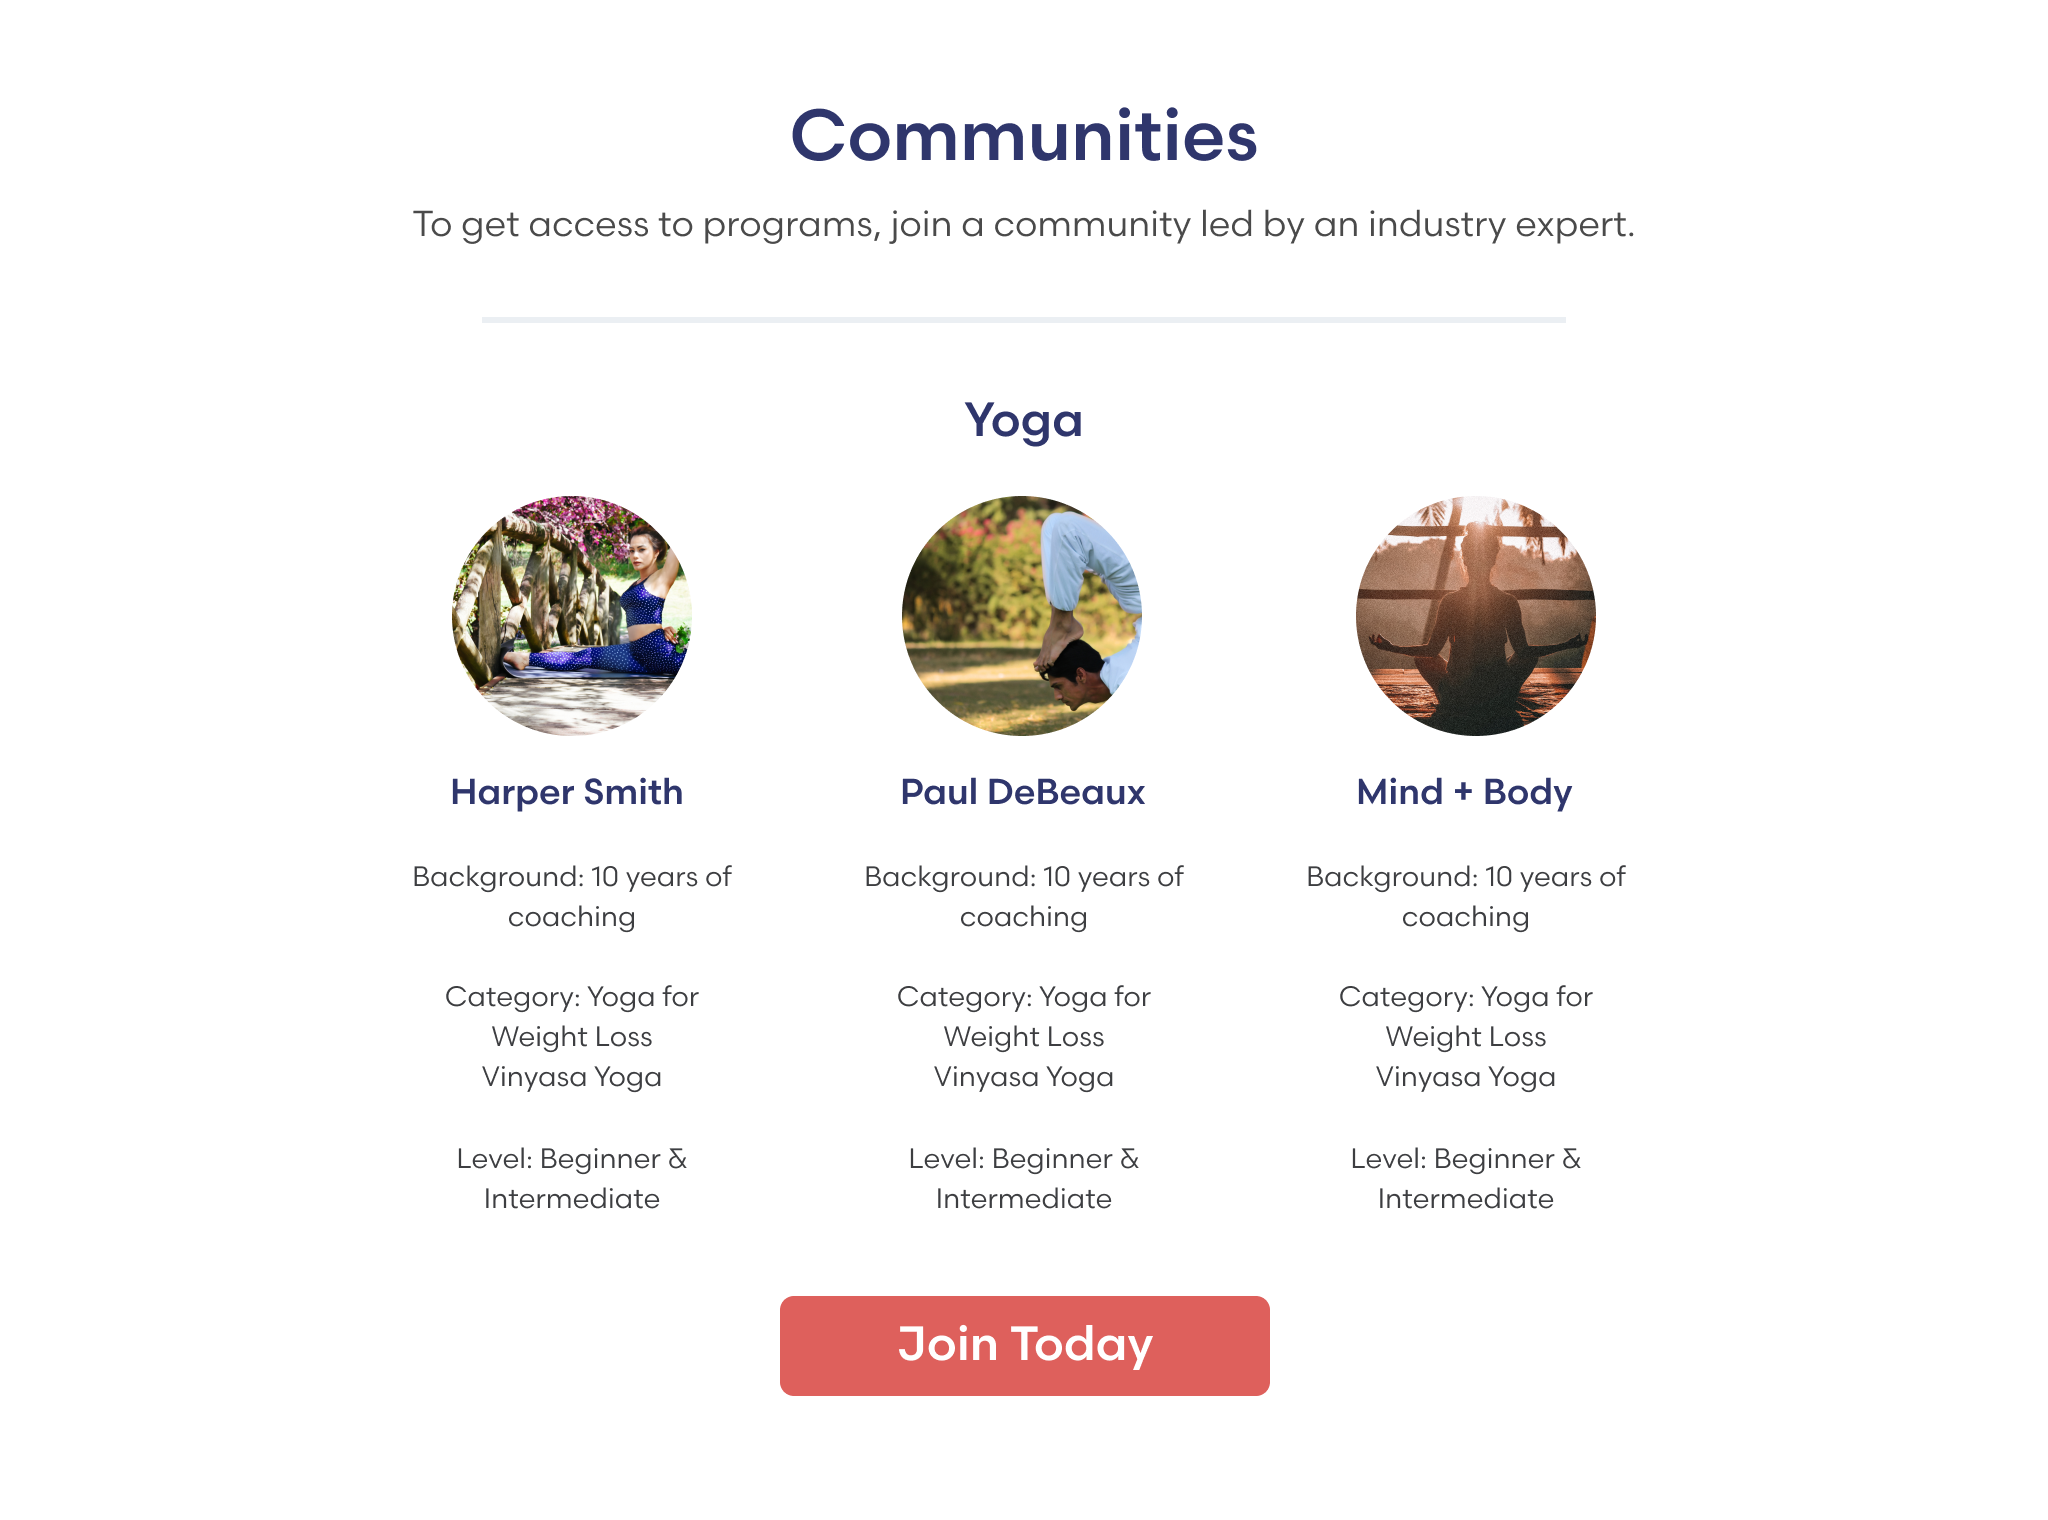 Communities
To get access to programs, join a community led by an industry expert.
Yoga
Harper Smith
Background: 10 years of
coaching
Category: Yoga for
Weight Loss
Vinyasa Yoga
Level: Beginner &
Intermediate
Paul DeBeaux
Background: 10 years of
coaching
Category: Yoga for
Weight Loss
Vinyasa Yoga
Level: Beginner &
Intermediate
Mind + Body
Background: 10 years of
coaching
Category: Yoga for
Weight Loss
Vinyasa Yoga
Level: Beginner &
Intermediate
Join Today